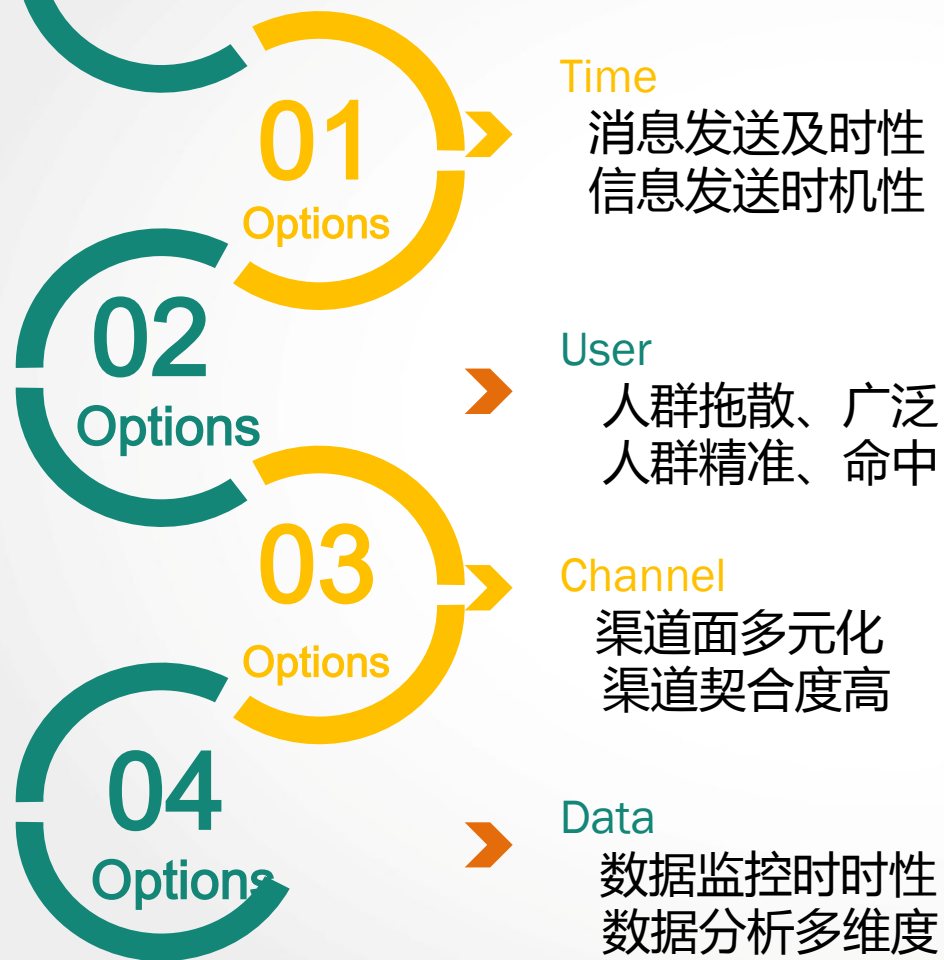 01
Options
Time
消息发送及时性
信息发送时机性
02
Options
User
人群拖散、广泛
人群精准、命中
03
Options
Channel
渠道面多元化
渠道契合度高
04
Options
Data
数据监控时时性
数据分析多维度